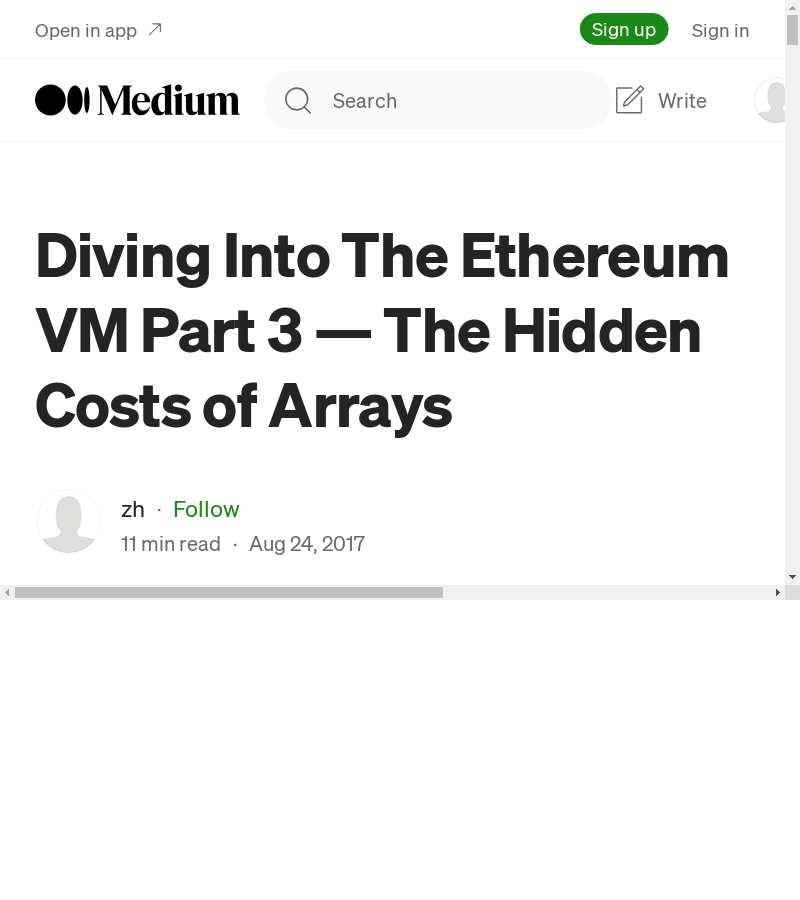 Open in app
Sign up
Sign in
Medium
Search
Write
Diving Into The Ethereum
VM Part 3 — The Hidden
Costs of Arrays
zh · Follow
11 min read · Aug 24, 2017